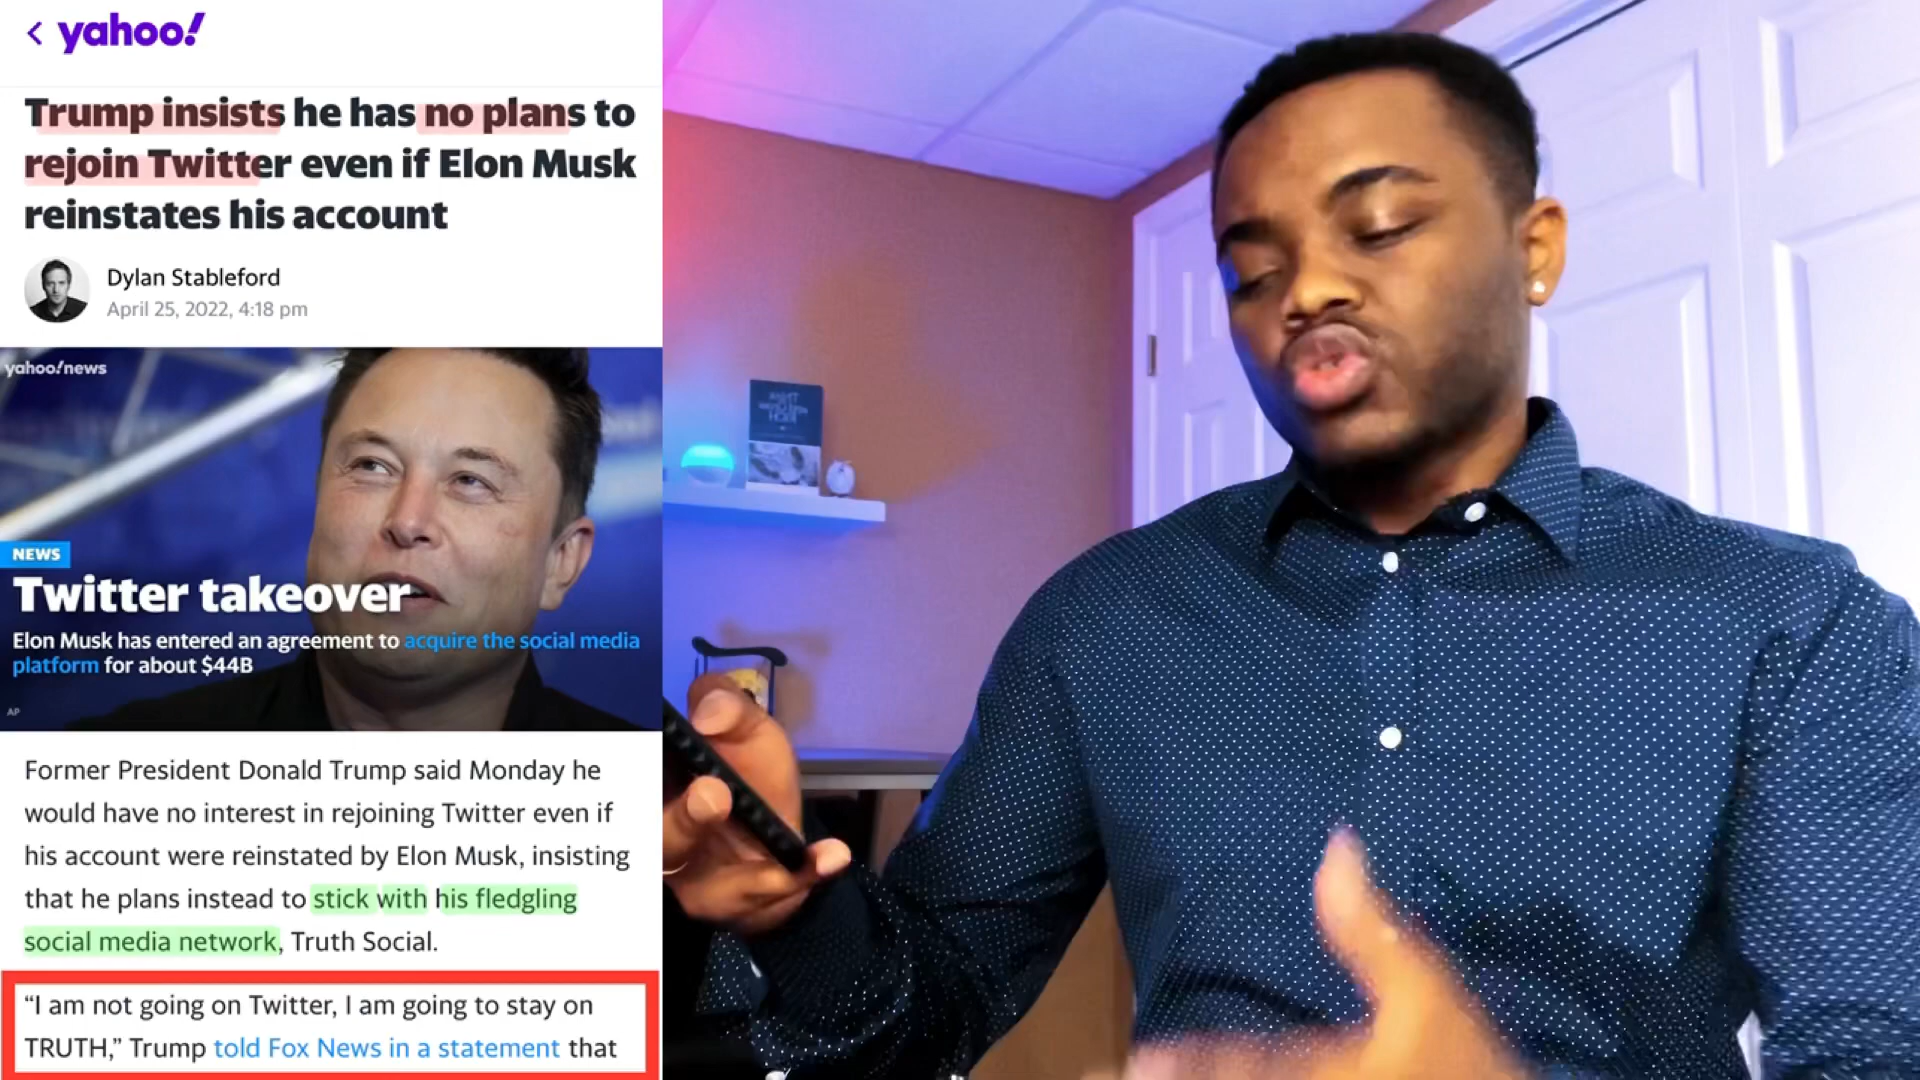 yahoo!
Trump insists he has no plans to
rejoin Twitter even if Elon Musk
reinstates his account
Dylan Stableford
April 25, 2022, 4:18 pm
yahoo!news
NEWS
Twitter takeover
Elon Musk has entered an agreement to acquire the social media
platform for about $44B
AP
Former President Donald Trump said Monday he
would have no interest in rejoining Twitter even if
his account were reinstated by Elon Musk, insisting
that he plans instead to stick with his fledgling
social media network, Truth Social.
“I am not going on Twitter, I am going to stay on
TRUTH,” Trump told Fox News in a statement that